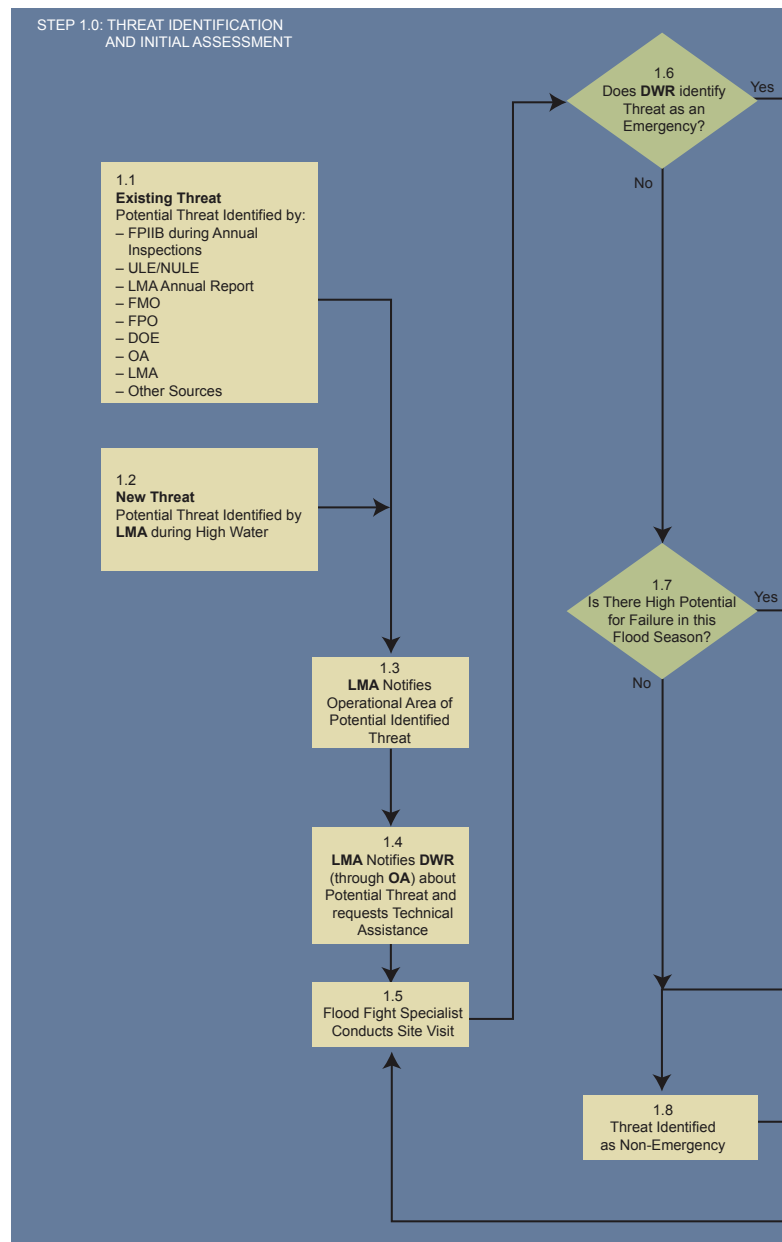 STEP 1.0: THREAT IDENTIFICATION
AND INITIAL ASSESSMENT
1.1
Existing Threat
Potential Threat Identified by:
– FPIIB during Annual
Inspections
– ULE/NULE
– LMA Annual Report
– FMO
– FPO
– DOE
– OA
– LMA
– Other Sources
1.2
New Threat
Potential Threat Identified by
LMA during High Water
1.3
LMA Notifies
Operational Area of
Potential Identified
Threat
1.4
LMA Notifies DWR
(through OA) about
Potential Threat and
requests Technical
Assistance
1.5
Flood Fight Specialist
Conducts Site Visit
1.6
Does DWR identify
Threat as an
Emergency?
Yes
No
1.7
Is There High Potential
for Failure in this
Flood Season?
Yes
No
1.8
Threat Identified
as Non-Emergency